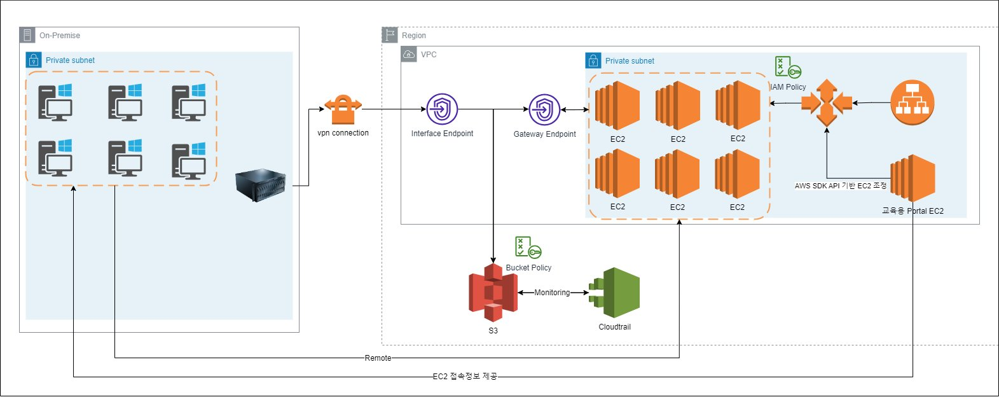 On-Premise
Private subnet
vpn connection
Region
VPC
Interface Endpoint
Gateway Endpoint
Private subnet
EC2
EC2
EC2
EC2
EC2
EC2
IAM Policy
AWS SDK API 기반 EC2 조정
교육용 Portal EC2
Bucket Policy
Monitoring
S3
Cloudtrail
Remote
EC2 접속정보 제공